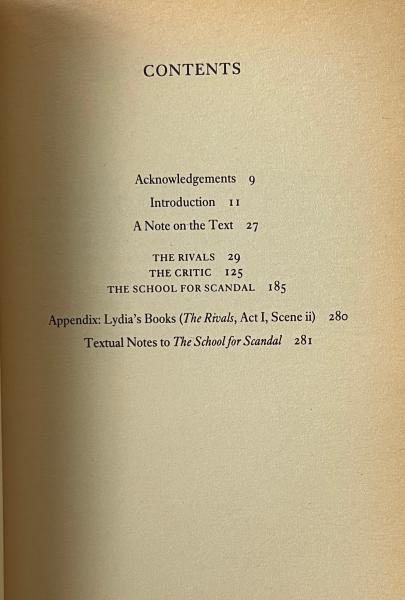 CONTENTS
Acknowledgements 9
Introduction 11
A Note on the Text 27
THE RIVALS 29
THE CRITIC 125
THE SCHOOL FOR SCANDAL 185
Appendix: Lydia's Books (The Rivals, Act I, Scene ii) 280
Textual Notes to The School for Scandal 281